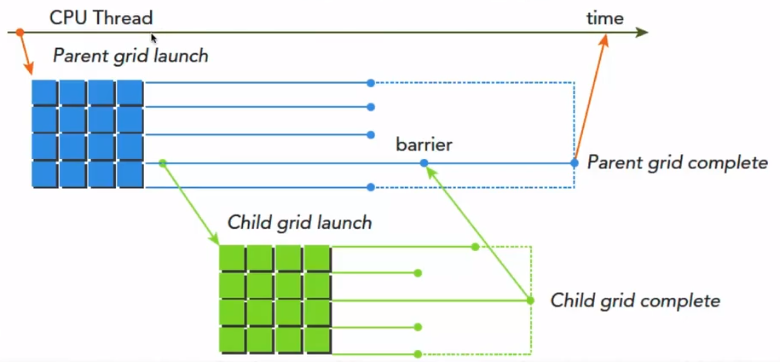 CPU Thread
time
Parent grid launch
barrier
Parent grid complete
Child grid launch
Child grid complete